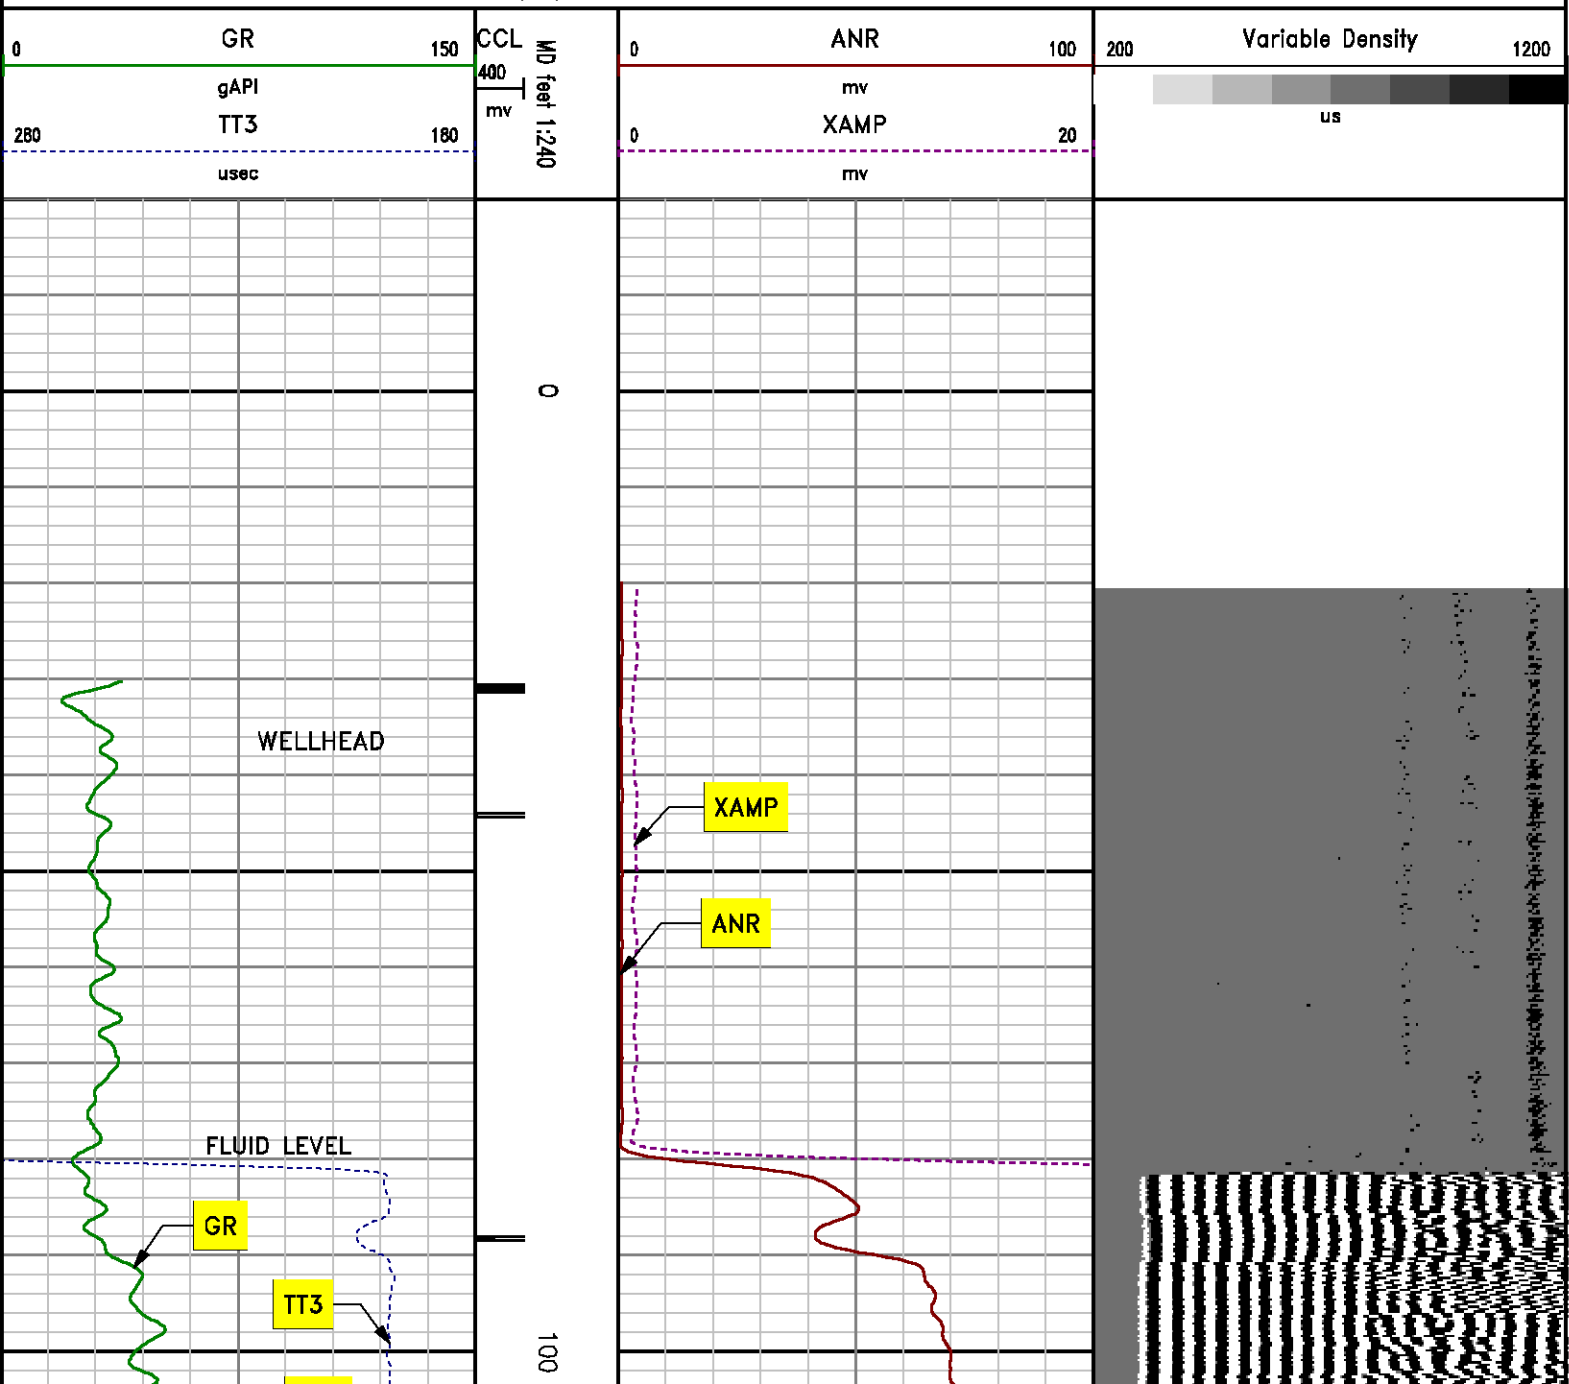 GR
0 150
gAPI
TT3
280 180
usec
CCL
400
mv
MD feet 1:240
ANR
0 100
mv
XAMP
0 20
mv
Variable Density
200 1200
us
0
WELLHEAD
XAMP
ANR
FLUID LEVEL
GR
TT3
100